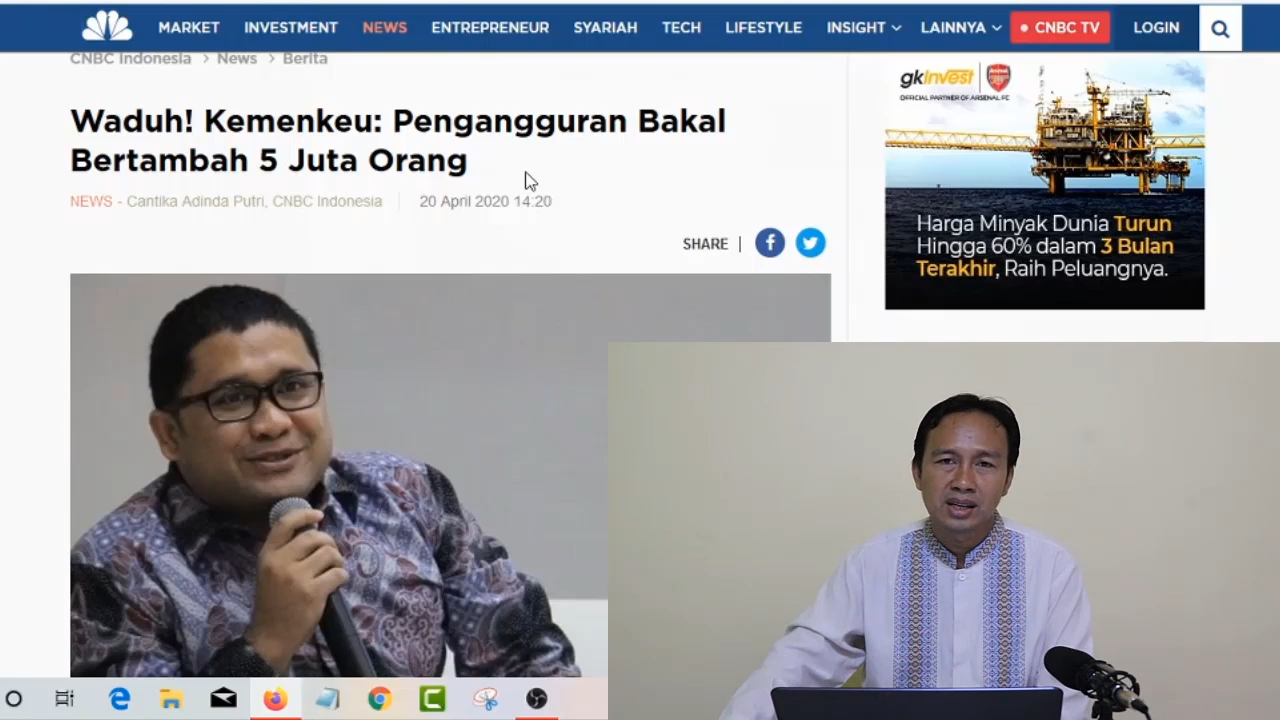 MARKET INVESTMENT NEWS ENTREPRENEUR SYARIAH TECH LIFESTYLE INSIGHT LAINNYA CNBC TV LOGIN
CNBC Indonesia > News > Berita
Waduh! Kemenkeu: Pengangguran Bakal
Bertambah 5 Juta Orang
NEWS - Cantika Adinda Putri, CNBC Indonesia | 20 April 2020 14:20
SHARE |
gkinvest
OFFICIAL PARTNER OF ARSENAL FC
Harga Minyak Dunia Turun
Hingga 60% dalam 3 Bulan
Terakhir, Raih Peluangnya.